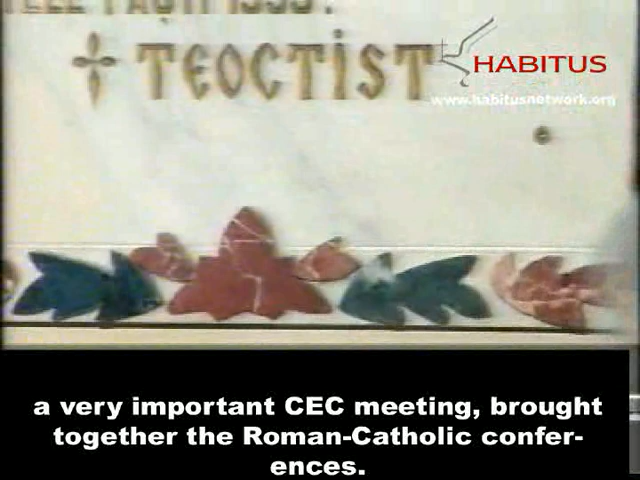 ✝ TEOCTIST
HABITUS
www.habitusnetwork.org
a very important CEC meeting, brought
together the Roman-Catholic confer-
ences.